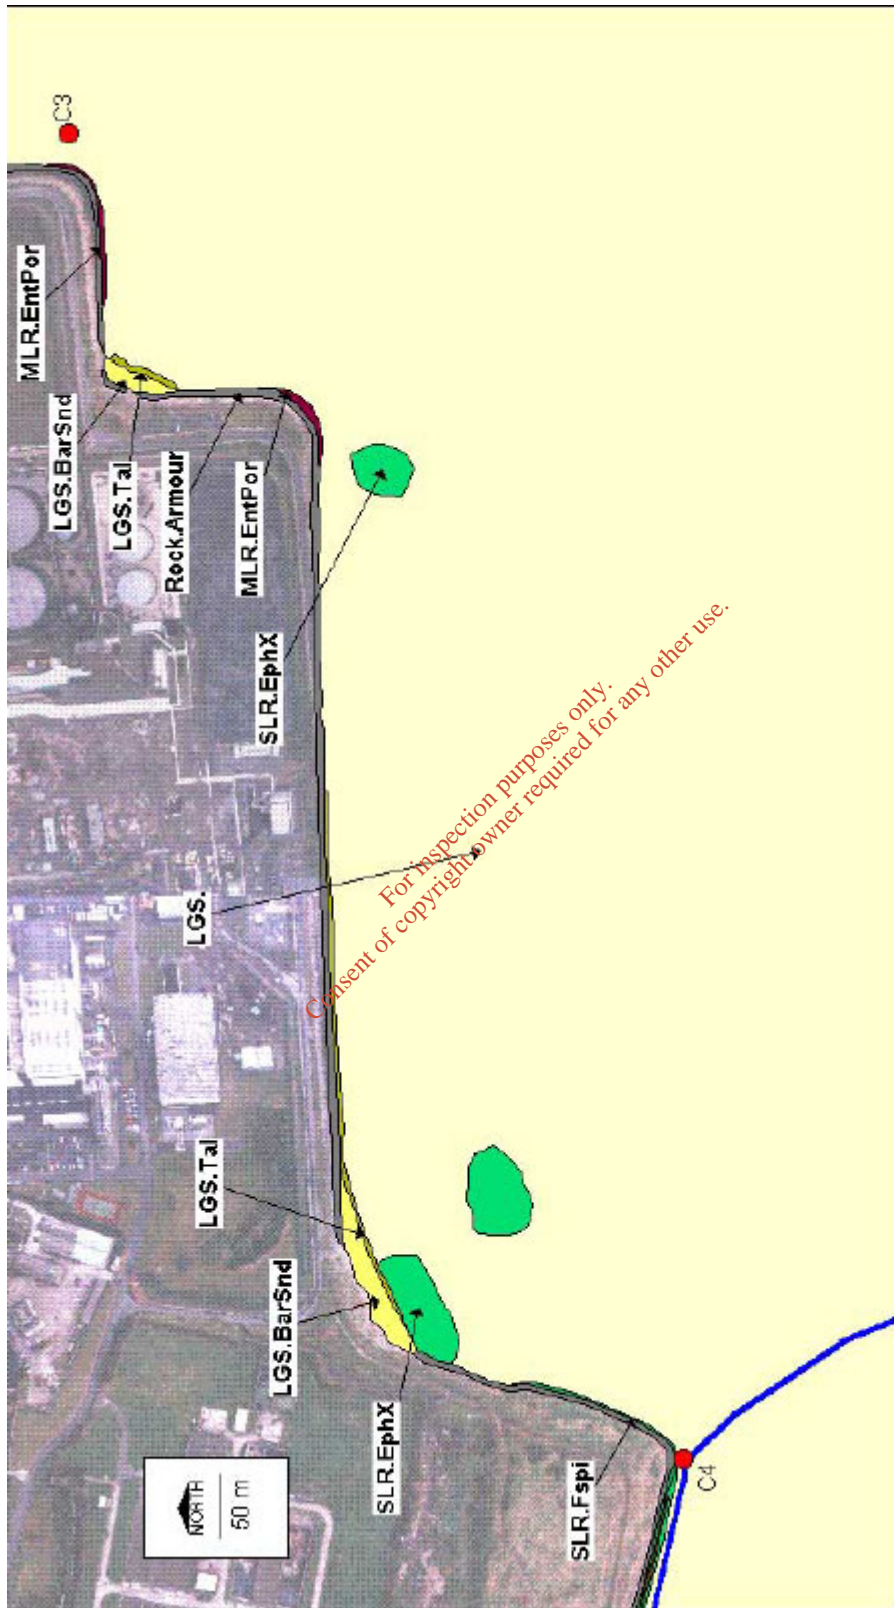 C3
MLR.EntPor
LGS.BarSnd
LGS.Tal
Rock.Armour
MLR.EntPor
SLR.EphX
For inspection purposes only.
Consent of copyright owner required for any other use.
LGS.
LGS.Tal
LGS.BarSnd
SLR.EphX
SLR.Fspi
C4
NORTH
50 m